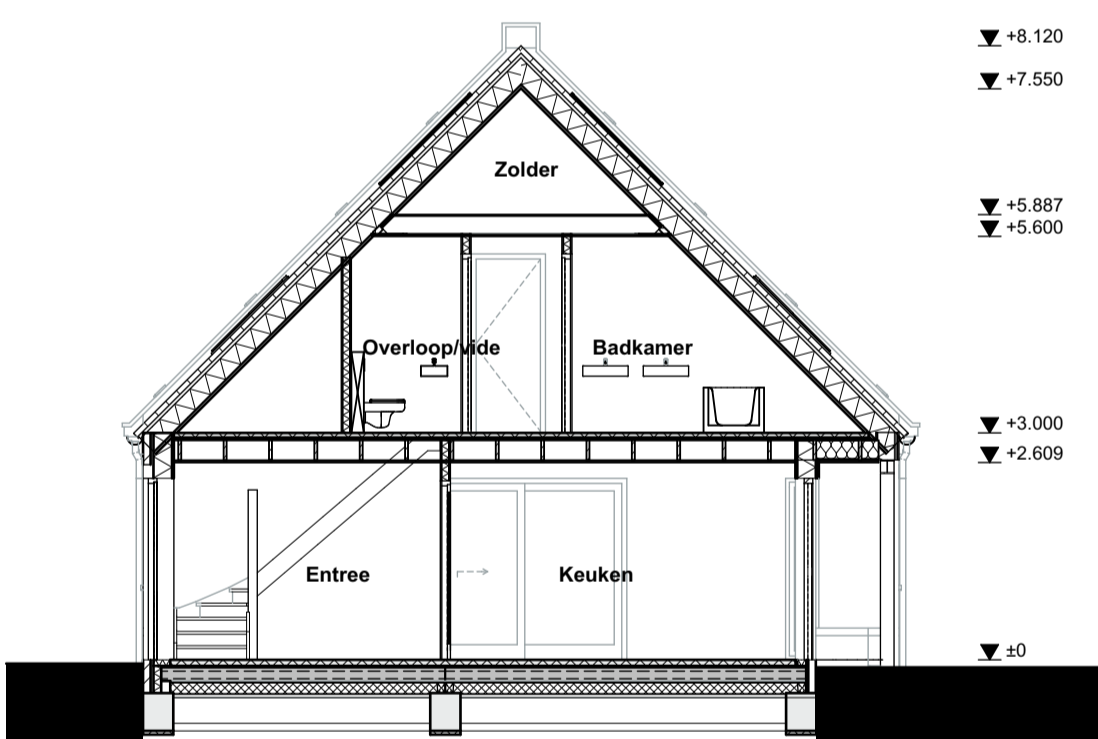 +8.120
+7.550
Zolder
+5.887
+5.600
Overloop/vide
Badkamer
+3.000
+2.609
Entree
Keuken
±0